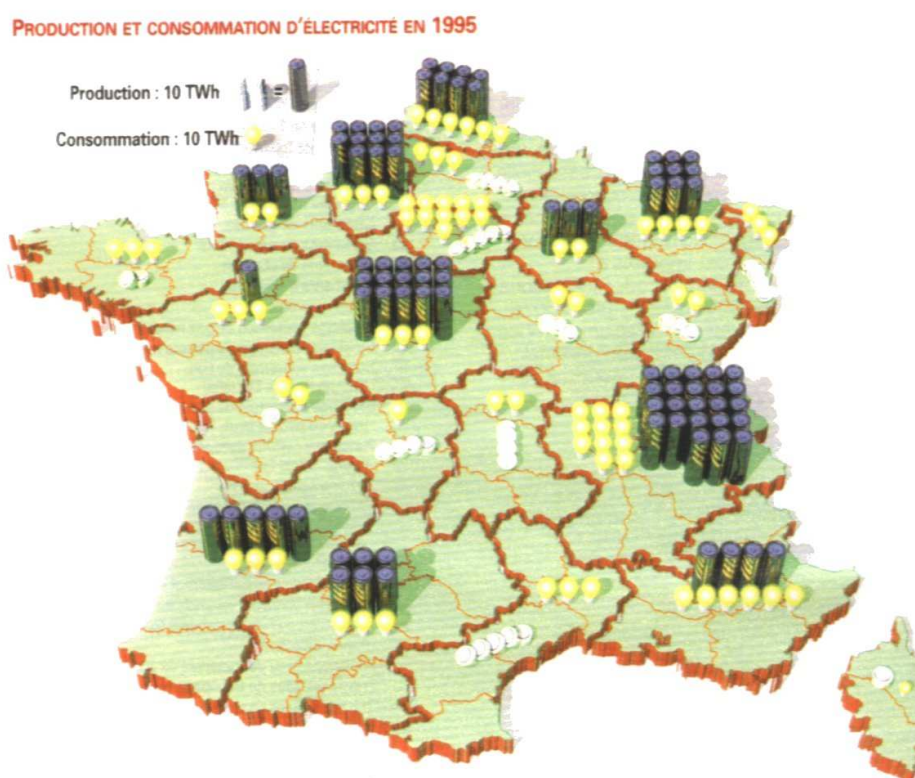 PRODUCTION ET CONSOMMATION D'ÉLECTRICITÉ EN 1995
Production : 10 TWh =
Consommation : 10 TWh